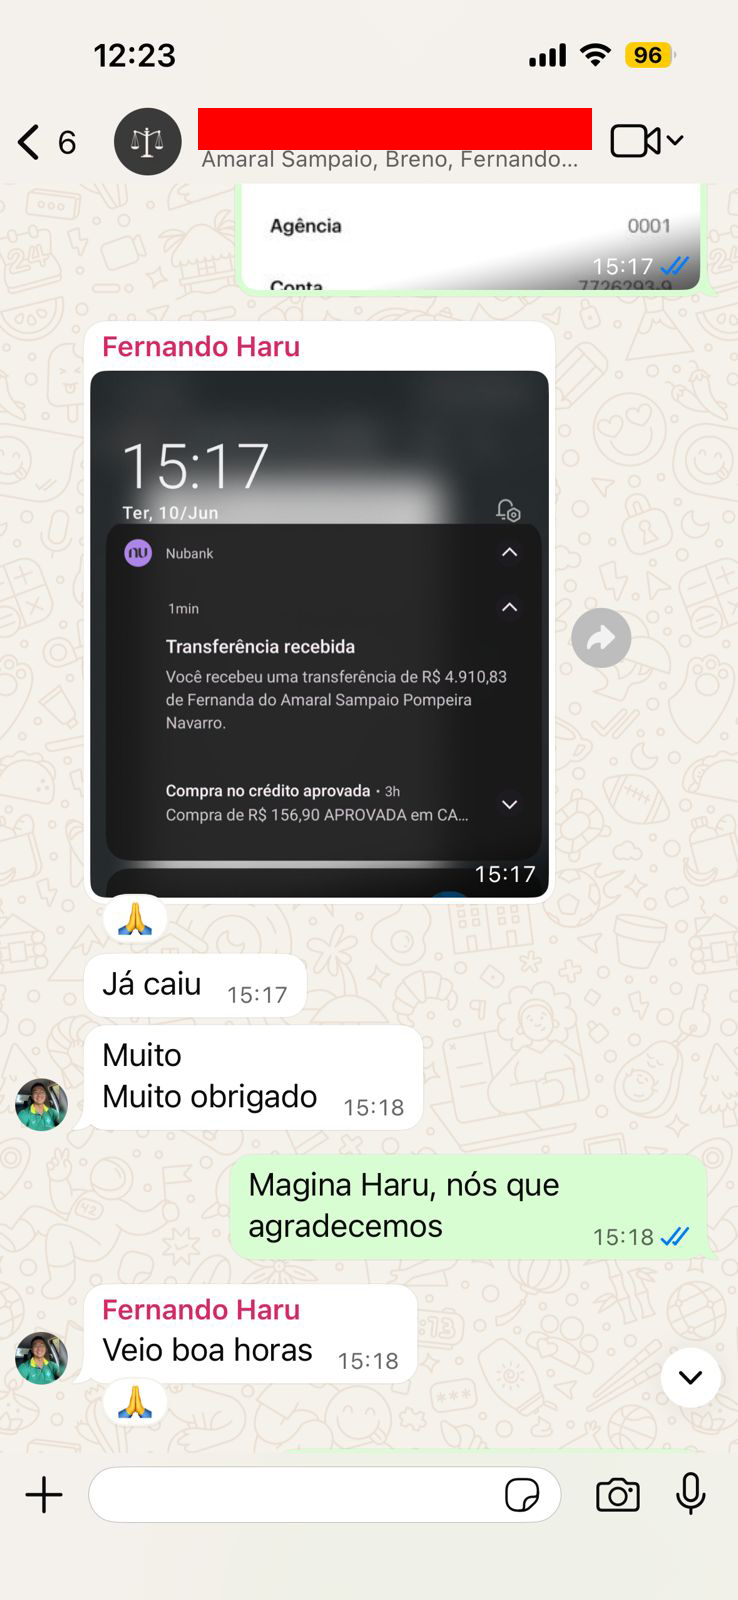 12:23
96
6
Amaral Sampaio, Breno, Fernando...
Agência 0001
15:17
Conta 7726293-9
Fernando Haru
15:17
Ter, 10/Jun
nu Nubank
1min
Transferência recebida
Você recebeu uma transferência de R$ 4.910,83
de Fernanda do Amaral Sampaio Pompeira
Navarro.
Compra no crédito aprovada • 3h
Compra de R$ 156,90 APROVADA em CA...
15:17
Já caiu 15:17
Muito
Muito obrigado 15:18
Magina Haru, nós que
agradecemos 15:18
Fernando Haru
Veio boa horas 15:18